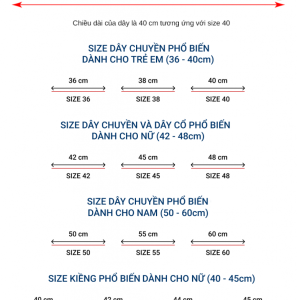 Chiều dài của dây là 40 cm tương ứng với size 40
SIZE DÂY CHUYỀN PHỔ BIẾN
DÀNH CHO TRẺ EM (36 - 40cm)
36 cm 38 cm 40 cm
SIZE 36 SIZE 38 SIZE 40
SIZE DÂY CHUYỀN VÀ DÂY CỔ PHỔ BIẾN
DÀNH CHO NỮ (42 - 48cm)
42 cm 45 cm 48 cm
SIZE 42 SIZE 45 SIZE 48
SIZE DÂY CHUYỀN PHỔ BIẾN
DÀNH CHO NAM (50 - 60cm)
50 cm 55 cm 60 cm
SIZE 50 SIZE 55 SIZE 60
SIZE KIỀNG PHỔ BIẾN DÀNH CHO NỮ (40 - 45cm)
40 cm 42 cm 44 cm 45 cm